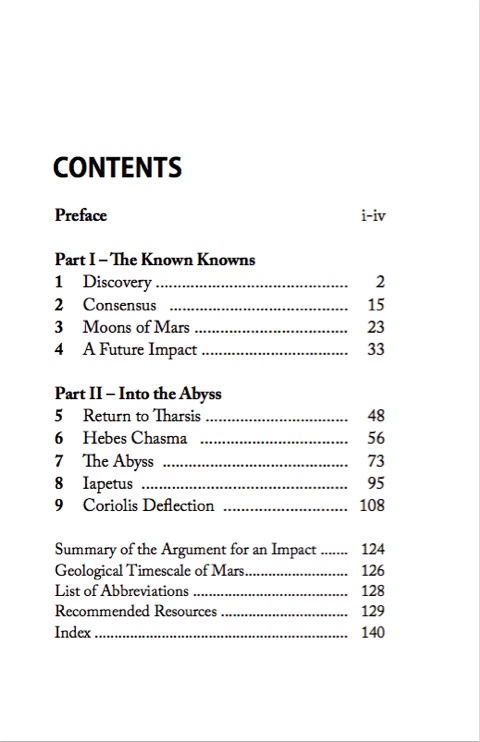 CONTENTS
Preface i-iv
Part I – The Known Knowns
1 Discovery .......................................... 2
2 Consensus ....................................... 15
3 Moons of Mars .................................. 23
4 A Future Impact ................................. 33
Part II – Into the Abyss
5 Return to Tharsis ................................ 48
6 Hebes Chasma ................................. 56
7 The Abyss ........................................ 73
8 Iapetus ............................................. 95
9 Coriolis Deflection ........................... 108
Summary of the Argument for an Impact ....... 124
Geological Timescale of Mars.......................... 126
List of Abbreviations ....................................... 128
Recommended Resources ................................ 129
Index ................................................................ 140